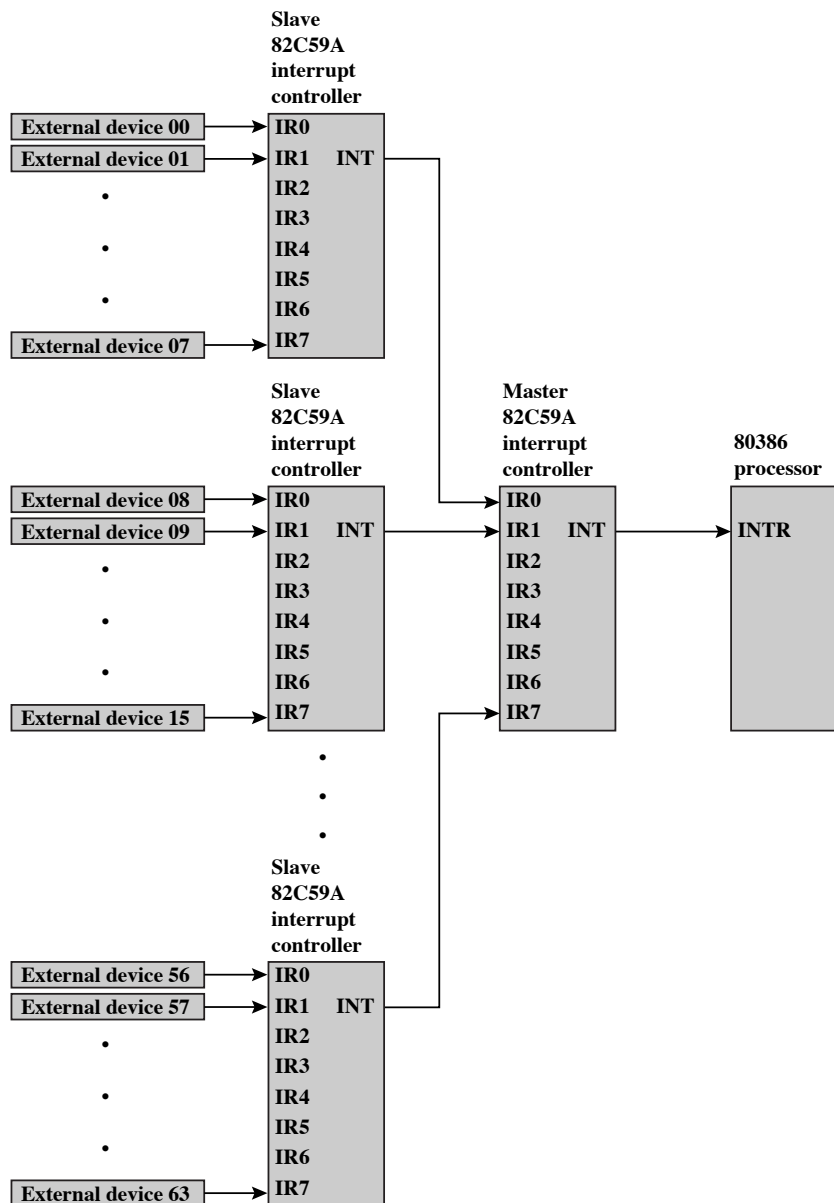 Slave
82C59A
interrupt
controller
External device 00
IR0
External device 01
IR1 INT
IR2
IR3
IR4
IR5
IR6
External device 07
IR7
Slave
82C59A
interrupt
controller
Master
82C59A
interrupt
controller
80386
processor
External device 08
IR0
IR0
External device 09
IR1 INT
IR1 INT
INTR
IR2
IR2
IR3
IR3
IR4
IR4
IR5
IR5
IR6
IR6
External device 15
IR7
IR7
Slave
82C59A
interrupt
controller
External device 56
IR0
External device 57
IR1 INT
IR2
IR3
IR4
IR5
IR6
External device 63
IR7